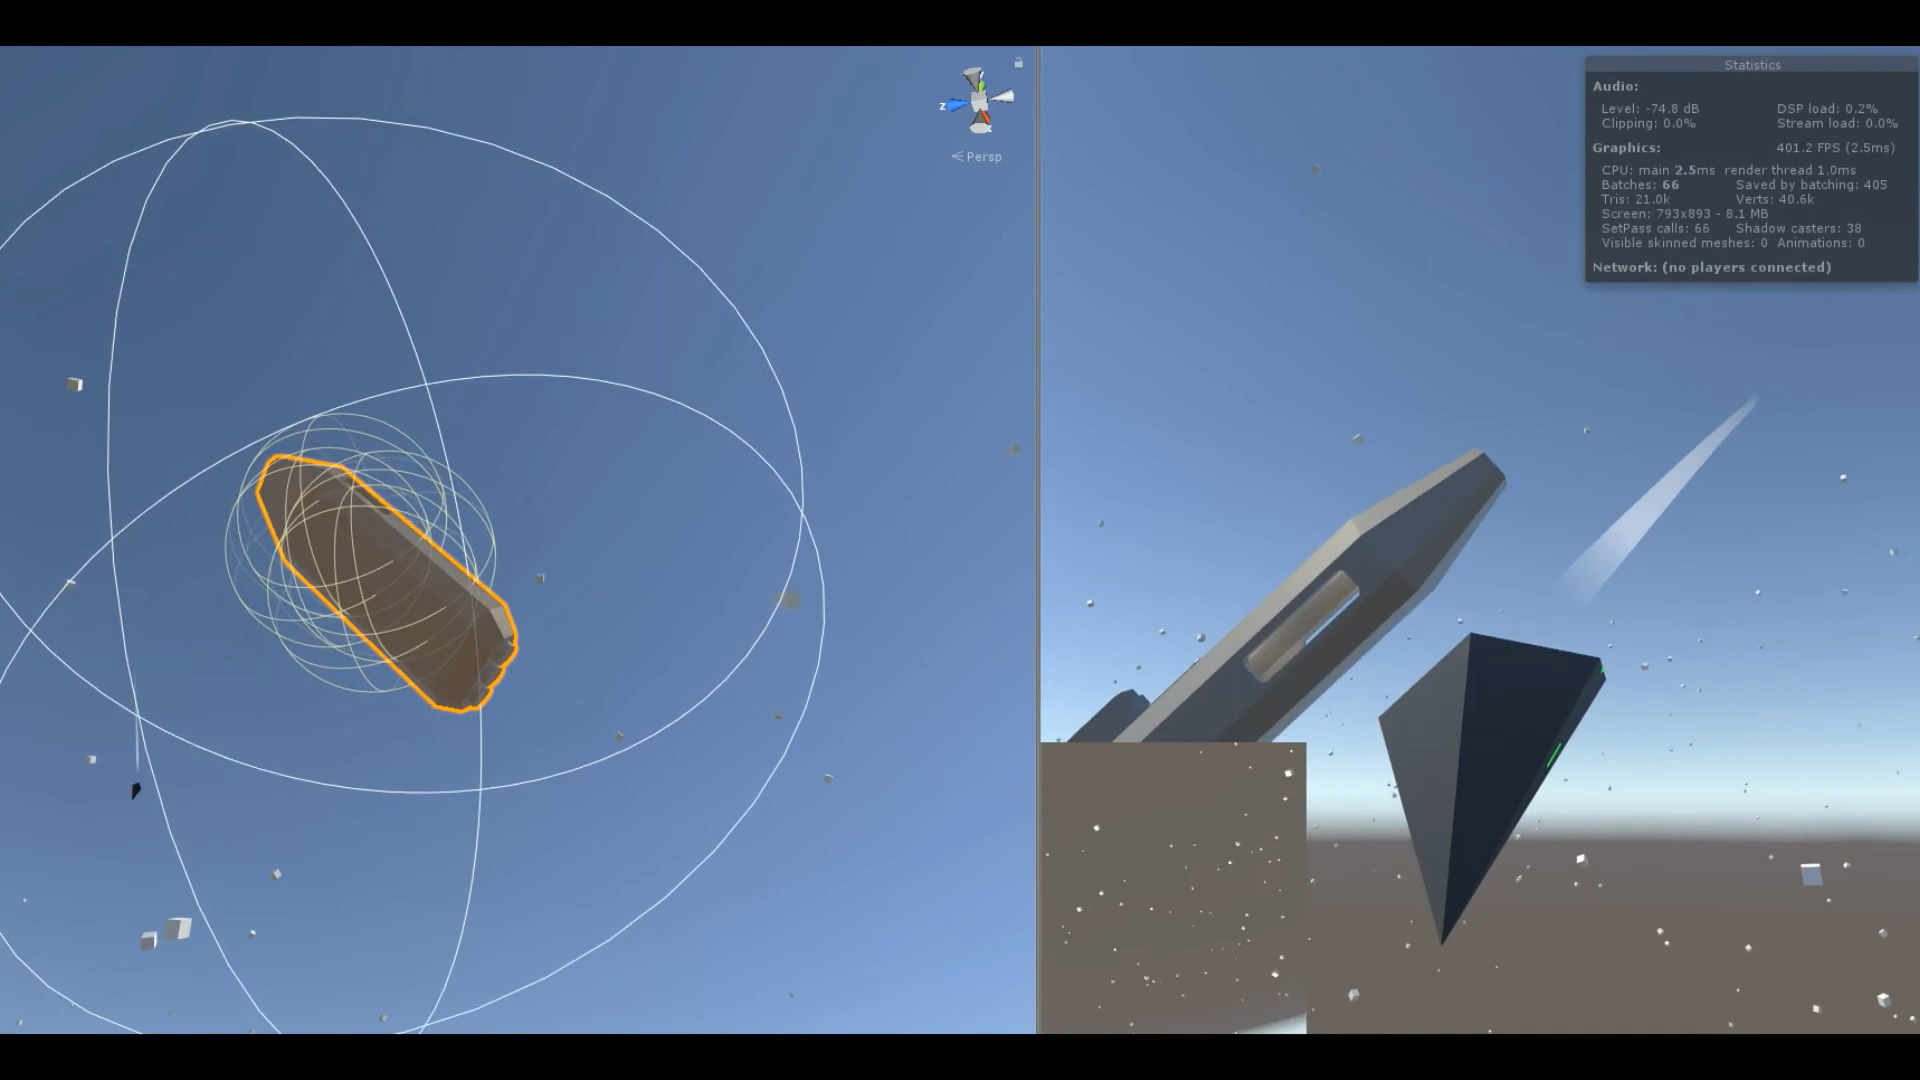 z
x
< Persp
Statistics
Audio:
Level: -74.8 dB DSP load: 0.2%
Clipping: 0.0% Stream load: 0.0%
Graphics: 401.2 FPS (2.5ms)
CPU: main 2.5ms render thread 1.0ms
Batches: 66 Saved by batching: 405
Tris: 21.0k Verts: 40.6k
Screen: 793x893 - 8.1 MB
SetPass calls: 66 Shadow casters: 38
Visible skinned meshes: 0 Animations: 0
Network: (no players connected)